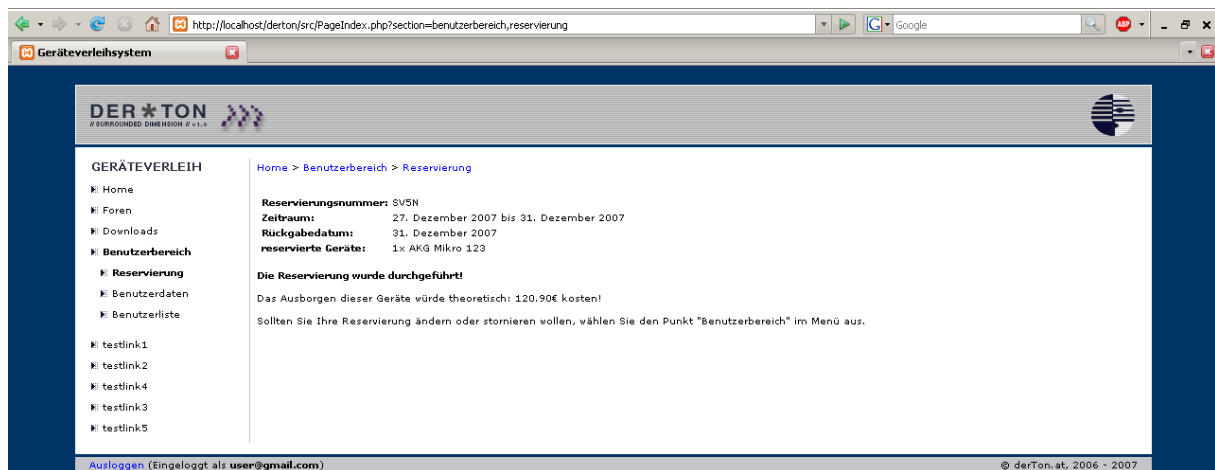 http://localhost/derton/src/PageIndex.php?section=benutzerbereich,reservierung
G Google
ABP
Geräteverleihsystem
DER*TON
// SURROUNDED DIMENSION // v1.0
GERÄTEVERLEIH
Home
Foren
Downloads
Benutzerbereich
Reservierung
Benutzerdaten
Benutzerliste
testlink1
testlink2
testlink4
testlink3
testlink5
Home > Benutzerbereich > Reservierung
Reservierungsnummer: SV5N
Zeitraum: 27. Dezember 2007 bis 31. Dezember 2007
Rückgabedatum: 31. Dezember 2007
reservierte Geräte: 1x AKG Mikro 123
Die Reservierung wurde durchgeführt!
Das Ausborgen dieser Geräte würde theoretisch: 120.90€ kosten!
Sollten Sie Ihre Reservierung ändern oder stornieren wollen, wählen Sie den Punkt "Benutzerbereich" im Menü aus.
Ausloggen (Eingeloggt als user@gmail.com)
© derTon.at, 2006 - 2007